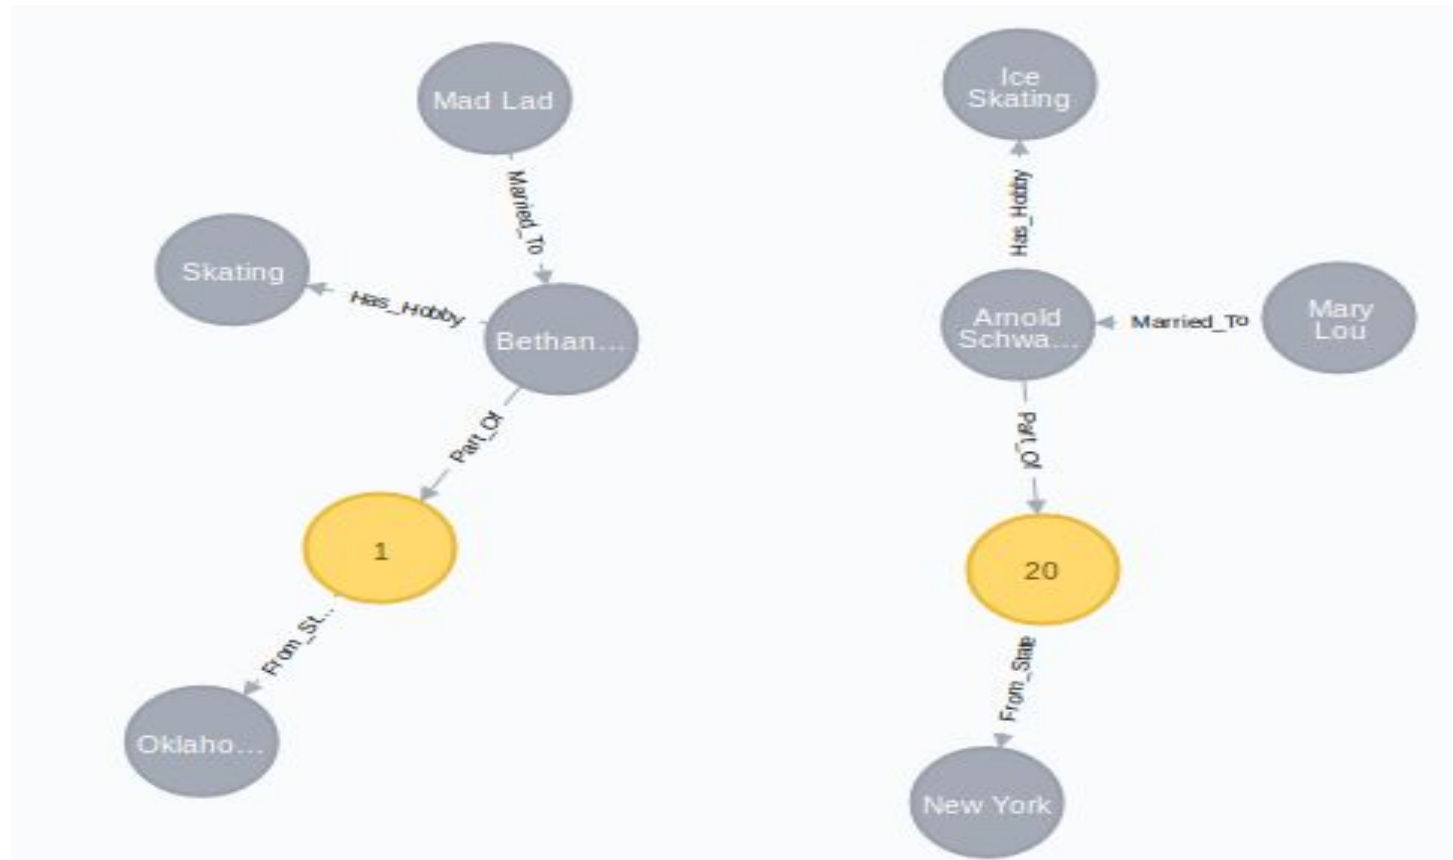 Mad Lad
Married_To
Skating
Has_Hobby
Bethan...
Part_Of
1
From_St...
Oklaho...
Ice
Skating
Has_Hobby
Arnold
Schwa...
Married_To
Mary
Lou
Part_Of
20
From_State
New York